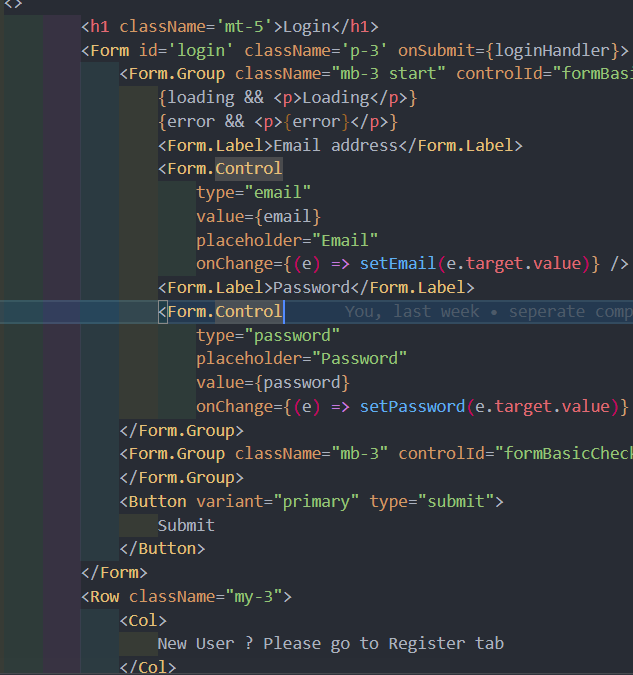 <>
<h1 className='mt-5'>Login</h1>
<Form id='login' className='p-3' onSubmit={loginHandler}>
<Form.Group className="mb-3 start" controlId="formBasi
{loading && <p>Loading</p>}
{error && <p>{error}</p>}
<Form.Label>Email address</Form.Label>
<Form.Control
type="email"
value={email}
placeholder="Email"
onChange={(e) => setEmail(e.target.value)} />
<Form.Label>Password</Form.Label>
<Form.Control You, last week • seperate comp
type="password"
placeholder="Password"
value={password}
onChange={(e) => setPassword(e.target.value)}
</Form.Group>
<Form.Group className="mb-3" controlId="formBasicChec
</Form.Group>
<Button variant="primary" type="submit">
Submit
</Button>
</Form>
<Row className="my-3">
<Col>
New User ? Please go to Register tab
</Col>